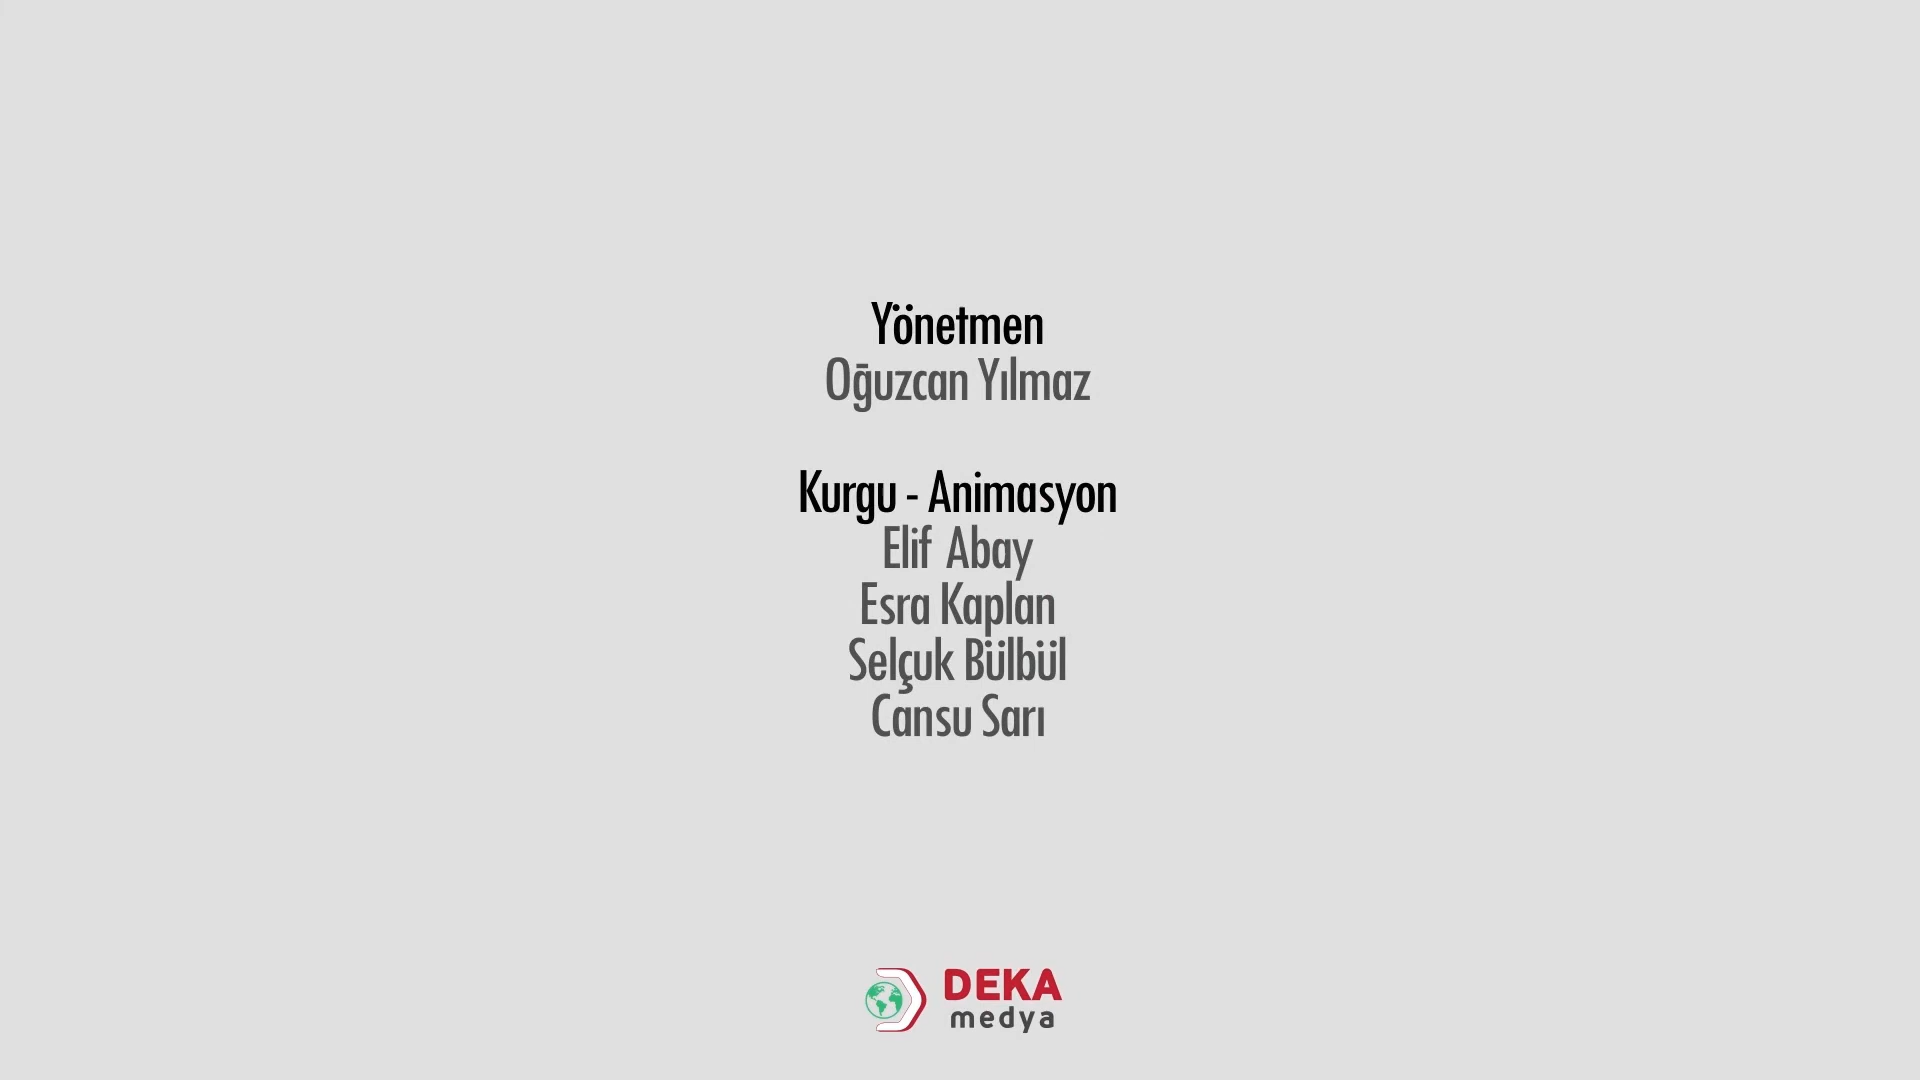 Yönetmen
Oğuzcan Yılmaz
Kurgu - Animasyon
Elif Abay
Esra Kaplan
Selçuk Bülbül
Cansu Sarı
DEKA
medya